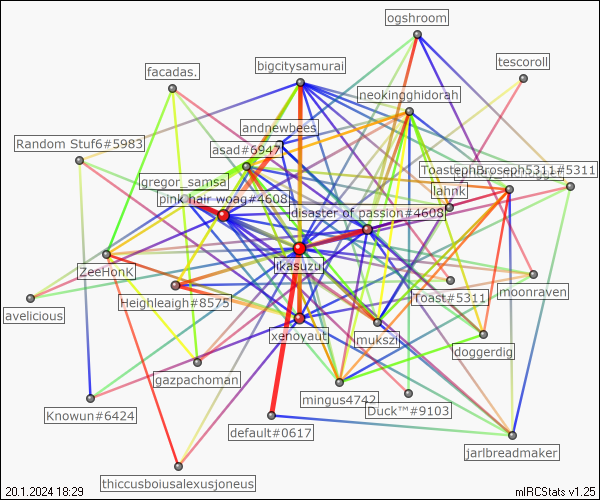 ogshroom
tescoroll
bigcitysamurai
facadas.
neokingghidorah
andnewbees
Random Stuf6#5983
asad#6947
ToastephBroseph5311#5311
gregor_samsa
lahnk
pink hair woag#4608
disaster of passion#4608
ikasuzu
ZeeHonK
moonraven
Toast#5311
Heighleaigh#8575
avelicious
xenoyaut
mukszi
doggerdig
gazpachoman
mingus4742
Duck™#9103
Knowun#6424
default#0617
jarlbreadmaker
thiccusboiusalexusjoneus
20.1.2024 18:29
mIRCStats v1.25